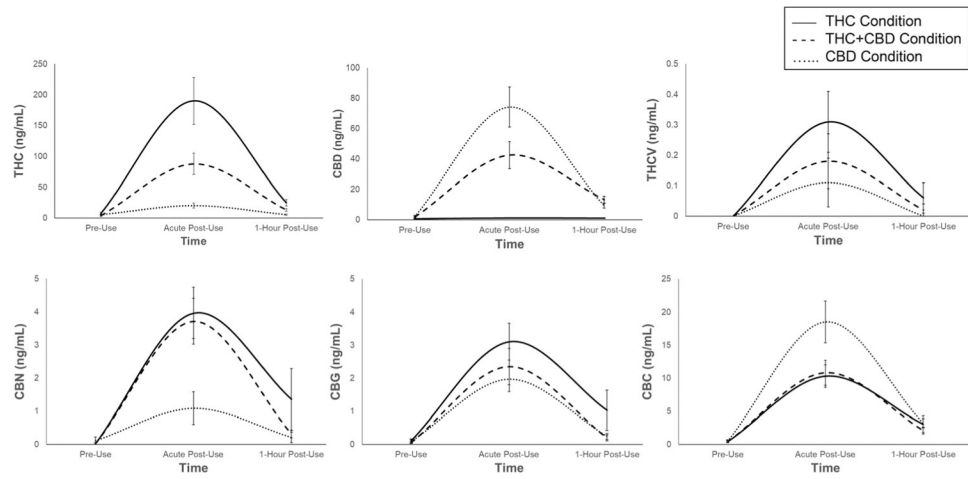 THC Condition
THC+CBD Condition
CBD Condition
THC (ng/mL)
250
200
150
100
50
0
Pre-Use
Acute Post-Use
1-Hour Post-Use
Time
CBD (ng/mL)
100
80
60
40
20
0
Pre-Use
Acute Post-Use
1-Hour Post-Use
Time
THCV (ng/mL)
0.5
0.4
0.3
0.2
0.1
0
Pre-Use
Acute Post-Use
1-Hour Post-Use
Time
CBN (ng/mL)
5
4
3
2
1
0
Pre-Use
Acute Post-Use
1-Hour Post-Use
Time
CBG (ng/mL)
5
4
3
2
1
0
Pre-Use
Acute Post-Use
1-Hour Post-Use
Time
CBC (ng/mL)
25
20
15
10
5
0
Pre-Use
Acute Post-Use
1-Hour Post-Use
Time